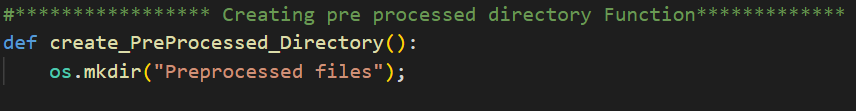 #***************** Creating pre processed directory Function*************
def create_PreProcessed_Directory():
    os.mkdir("Preprocessed files");